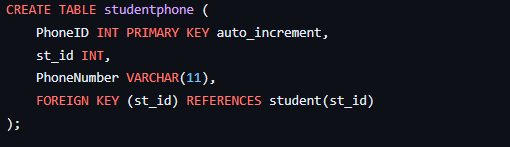 CREATE TABLE studentphone (
    PhoneID INT PRIMARY KEY auto_increment,
    st_id INT,
    PhoneNumber VARCHAR(11),
    FOREIGN KEY (st_id) REFERENCES student(st_id)
);